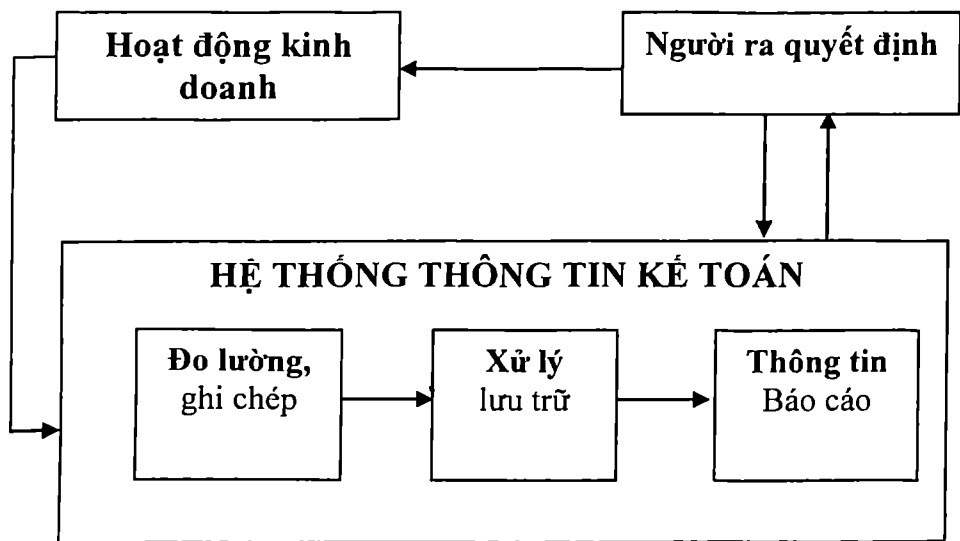 Hoạt động kinh
doanh
Người ra quyết định
HỆ THỐNG THÔNG TIN KẾ TOÁN
Đo lường,
ghi chép
Xử lý
lưu trữ
Thông tin
Báo cáo